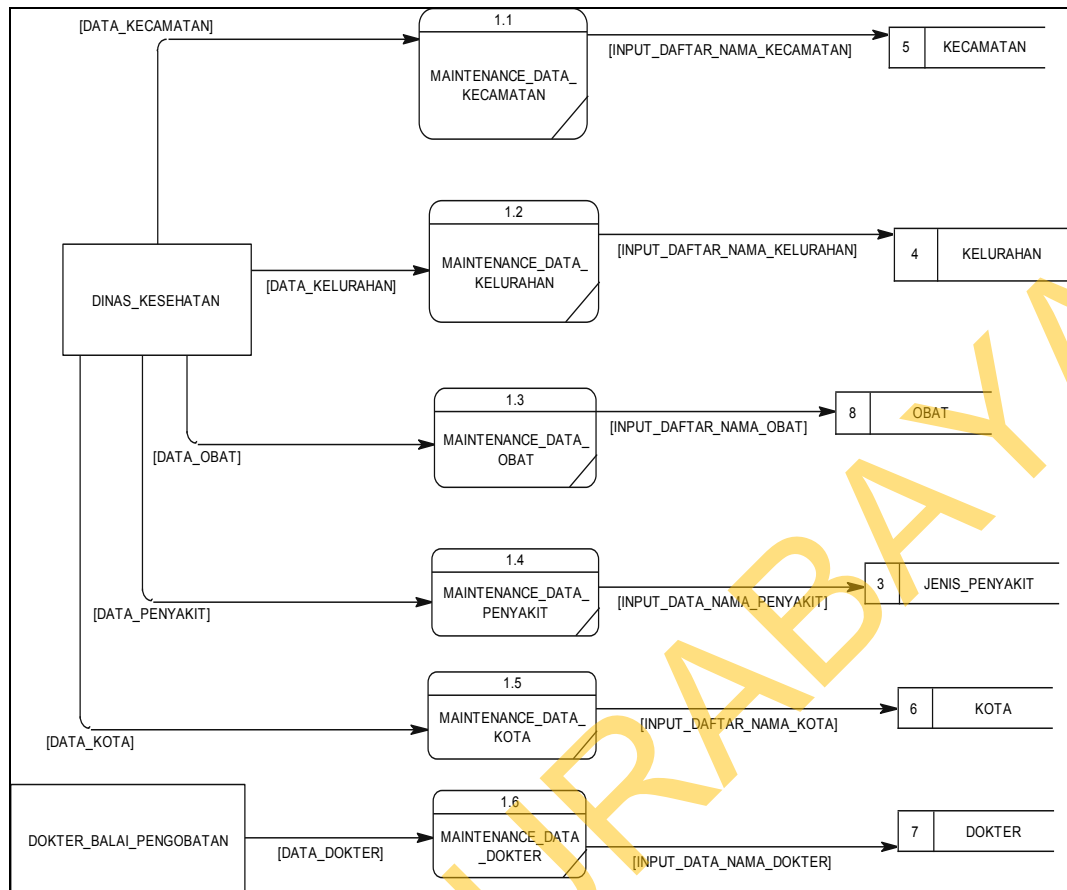 [DATA_KECAMATAN]
1.1
MAINTENANCE_DATA_
KECAMATAN
[INPUT_DAFTAR_NAMA_KECAMATAN]
5 KECAMATAN
DINAS_KESEHATAN
[DATA_KELURAHAN]
1.2
MAINTENANCE_DATA_
KELURAHAN
[INPUT_DAFTAR_NAMA_KELURAHAN]
4 KELURAHAN
[DATA_OBAT]
1.3
MAINTENANCE_DATA_
OBAT
[INPUT_DAFTAR_NAMA_OBAT]
8 OBAT
[DATA_PENYAKIT]
1.4
MAINTENANCE_DATA_
PENYAKIT
[INPUT_DATA_NAMA_PENYAKIT]
3 JENIS_PENYAKIT
[DATA_KOTA]
1.5
MAINTENANCE_DATA_
KOTA
[INPUT_DAFTAR_NAMA_KOTA]
6 KOTA
DOKTER_BALAI_PENGOBATAN
[DATA_DOKTER]
1.6
MAINTENANCE_DATA
_DOKTER
[INPUT_DATA_NAMA_DOKTER]
7 DOKTER
URABAYA